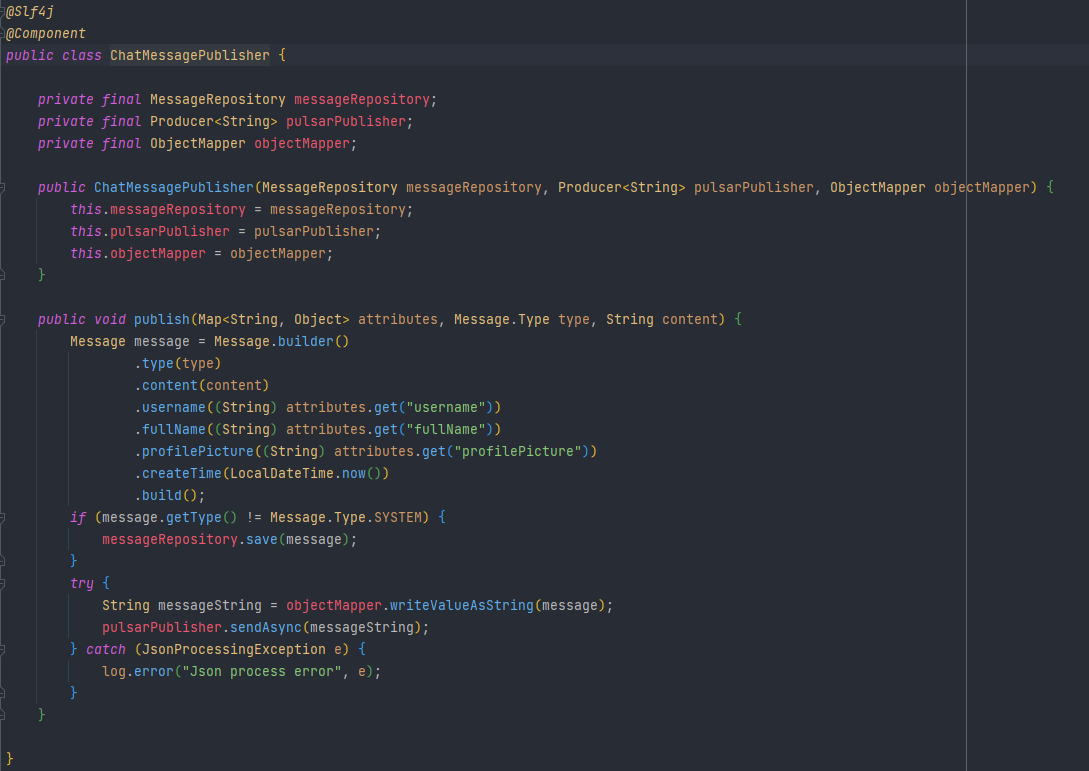 @Slf4j
@Component
public class ChatMessagePublisher {
private final MessageRepository messageRepository;
private final Producer<String> pulsarPublisher;
private final ObjectMapper objectMapper;
public ChatMessagePublisher(MessageRepository messageRepository, Producer<String> pulsarPublisher, ObjectMapper objectMapper) {
this.messageRepository = messageRepository;
this.pulsarPublisher = pulsarPublisher;
this.objectMapper = objectMapper;
}
public void publish(Map<String, Object> attributes, Message.Type type, String content) {
Message message = Message.builder()
.type(type)
.content(content)
.username((String) attributes.get("username"))
.fullName((String) attributes.get("fullName"))
.profilePicture((String) attributes.get("profilePicture"))
.createTime(LocalDateTime.now())
.build();
if (message.getType() != Message.Type.SYSTEM) {
messageRepository.save(message);
}
try {
String messageString = objectMapper.writeValueAsString(message);
pulsarPublisher.sendAsync(messageString);
} catch (JsonProcessingException e) {
log.error("Json process error", e);
}
}
}